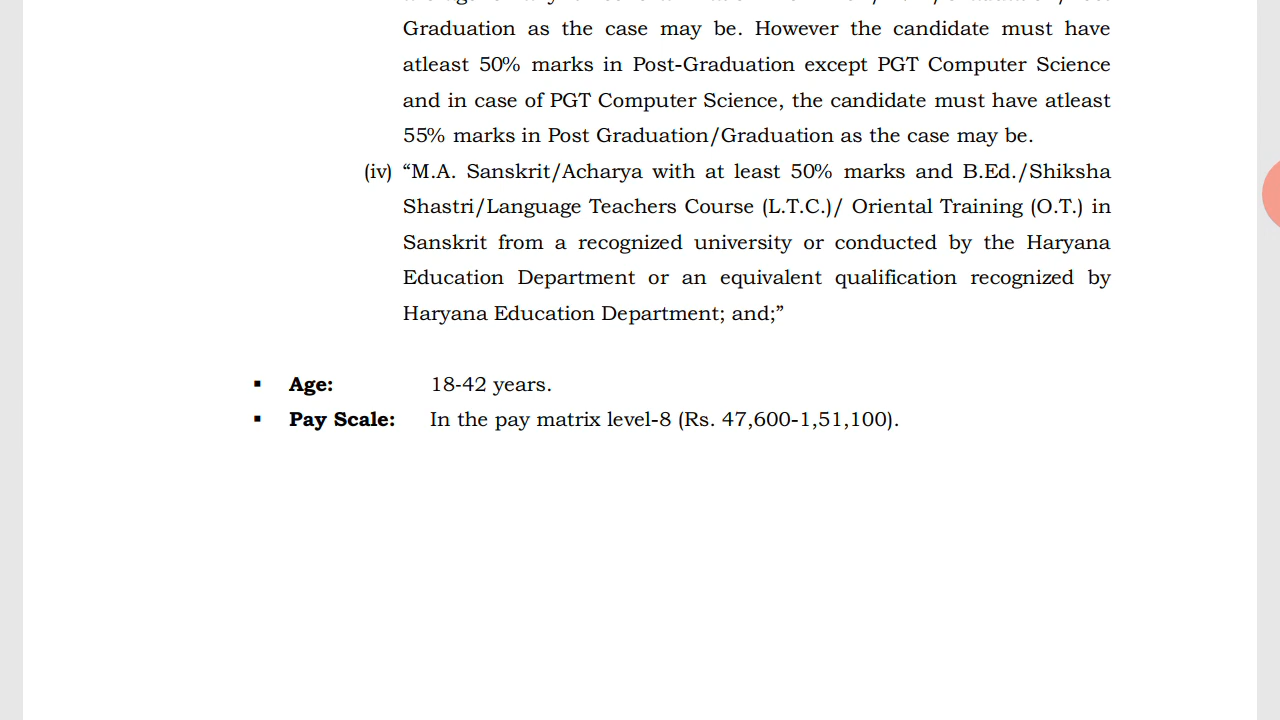 Graduation as the case may be. However the candidate must have
atleast 50% marks in Post-Graduation except PGT Computer Science
and in case of PGT Computer Science, the candidate must have atleast
55% marks in Post Graduation/Graduation as the case may be.
(iv) “M.A. Sanskrit/Acharya with at least 50% marks and B.Ed./Shiksha
Shastri/Language Teachers Course (L.T.C.)/ Oriental Training (O.T.) in
Sanskrit from a recognized university or conducted by the Haryana
Education Department or an equivalent qualification recognized by
Haryana Education Department; and;”
▪ Age: 18-42 years.
▪ Pay Scale: In the pay matrix level-8 (Rs. 47,600-1,51,100).